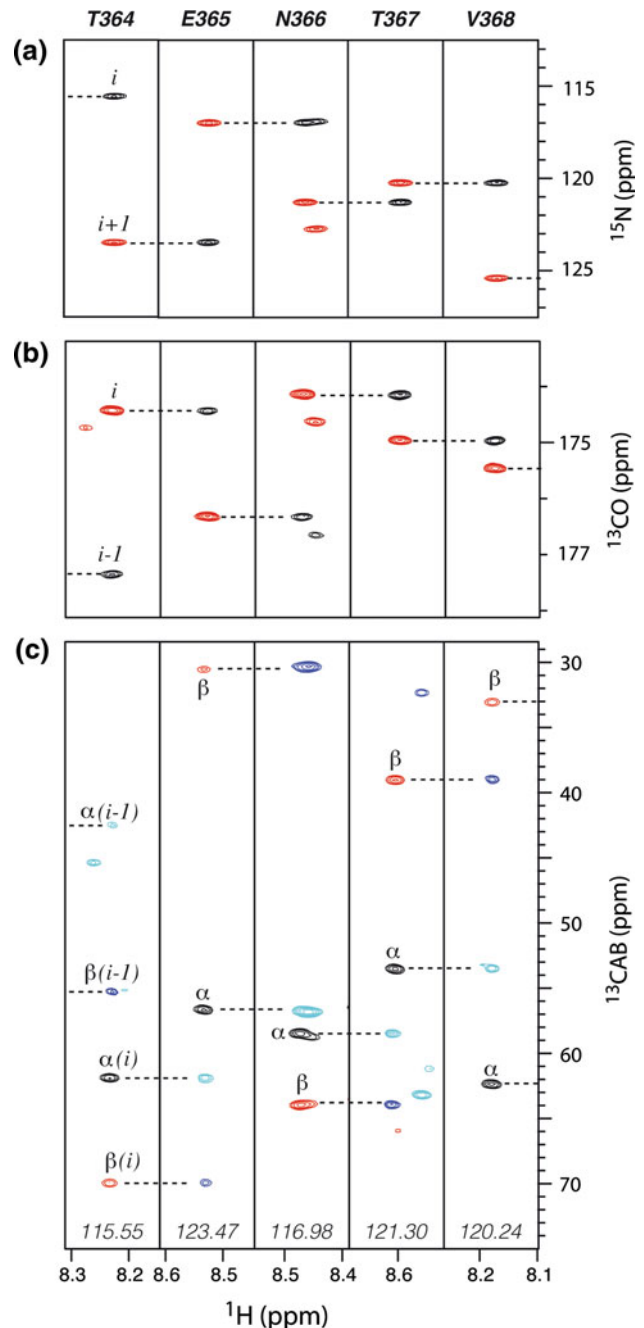 T364 E365 N366 T367 V368
(a)
i
i+1
115
120
125
¹⁵N (ppm)
(b)
i
i-1
175
177
¹³CO (ppm)
(c)
β
β
β
α(i-1)
β(i-1)
α
α
α
α(i)
β
α
β(i)
30
40
50
60
70
¹³CAB (ppm)
115.55 123.47 116.98 121.30 120.24
8.3 8.2 8.6 8.5 8.5 8.4 8.6 8.2 8.1
¹H (ppm)